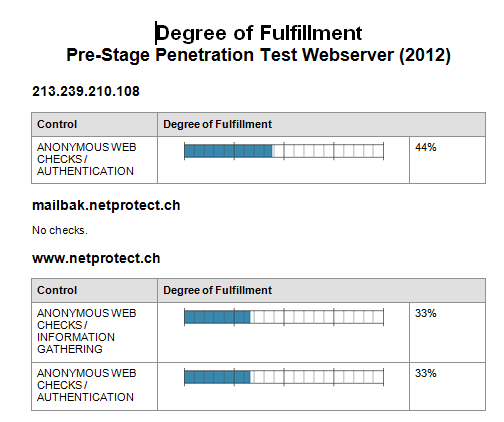 Degree of Fulfillment
Pre-Stage Penetration Test Webserver (2012)
213.239.210.108
Control Degree of Fulfillment
ANONYMOUS WEB 44%
CHECKS /
AUTHENTICATION
mailbak.netprotect.ch
No checks.
www.netprotect.ch
Control Degree of Fulfillment
ANONYMOUS WEB 33%
CHECKS /
INFORMATION
GATHERING
ANONYMOUS WEB 33%
CHECKS /
AUTHENTICATION